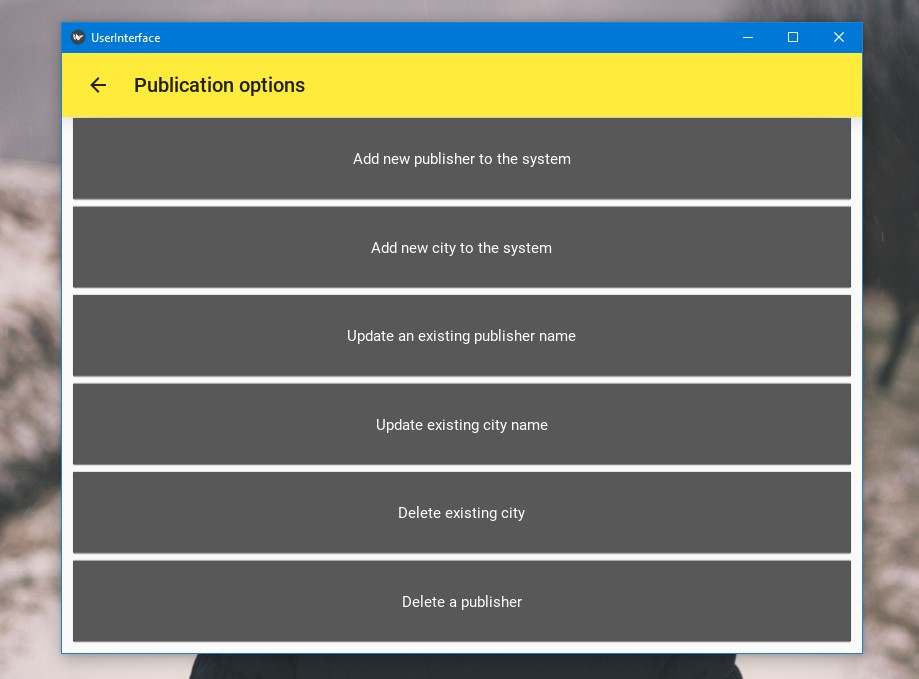 UserInterface
Publication options
Add new publisher to the system
Add new city to the system
Update an existing publisher name
Update existing city name
Delete existing city
Delete a publisher